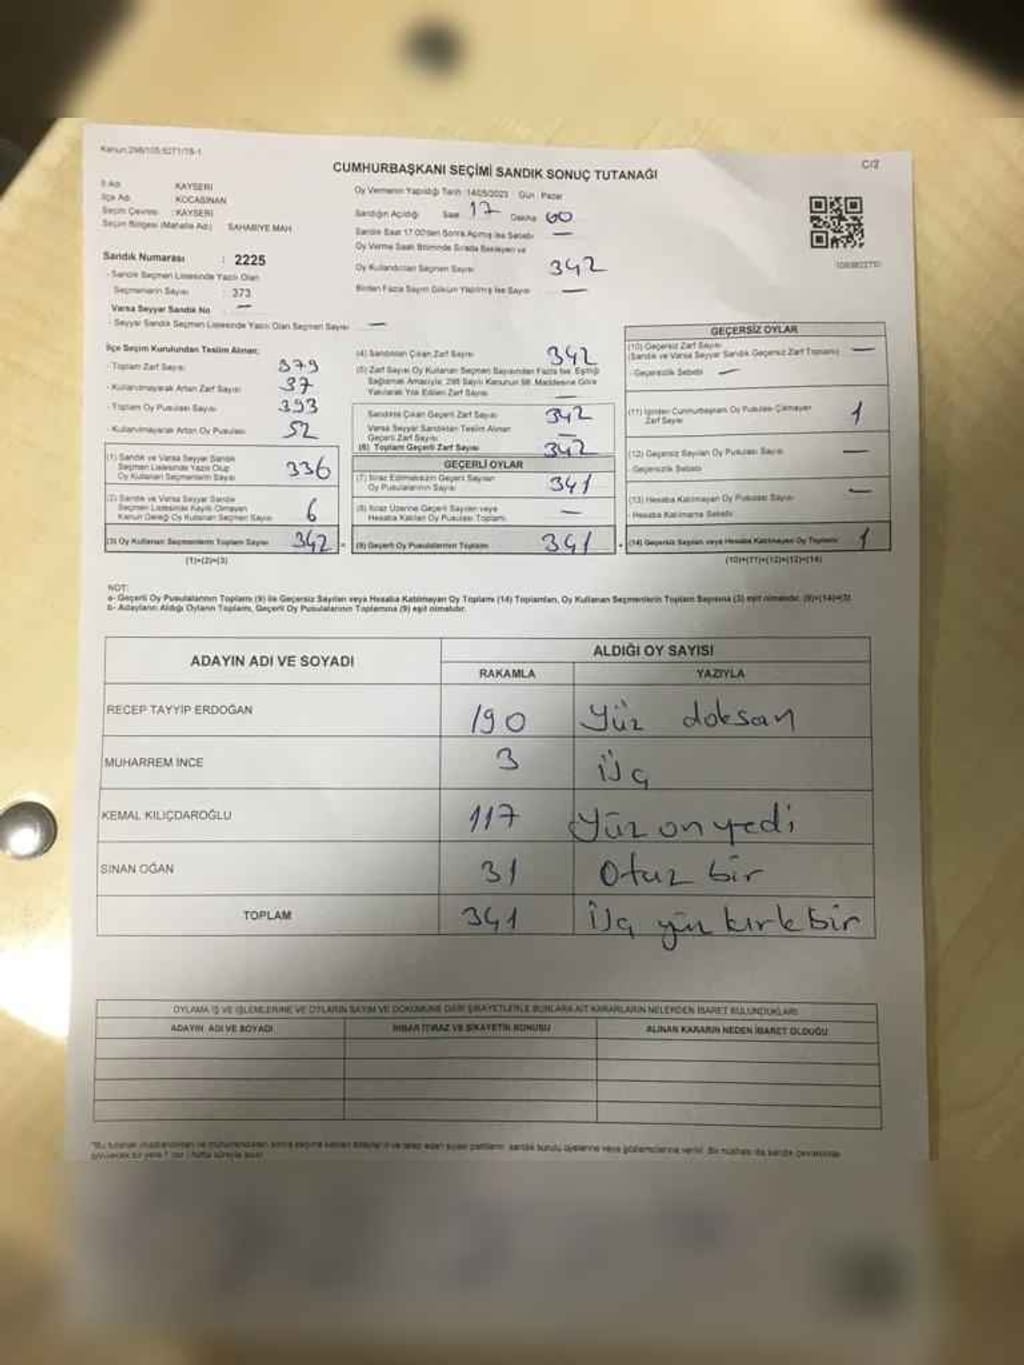 Kanun:298/105;6271/18-1
C/2
CUMHURBAŞKANI SEÇİMİ SANDIK SONUÇ TUTANAĞI
İl Adı : KAYSERİ
İlçe Adı : KOCASİNAN
Seçim Çevresi : KAYSERİ
Seçim Bölgesi (Mahalle Adı) SAHABİYE MAH
Sandık Numarası : 2225
- Sandık Seçmen Listesinde Yazılı Olan
Seçmenlerin Sayısı : 373
Varsa Seyyar Sandık No —
- Seyyar Sandık Seçmen Listesinde Yazılı Olan Seçmen Sayısı —
Oy Vermenin Yapıldığı Tarih :14/05/2023 Gün : Pazar
Sandığın Açıldığı Saat 17 Dakika 00
Sandık Saat 17:00'den Sonra Açılmış İse Sebebi —
Oy Verme Saati Bitiminde Sırada Bekleyen ve
Oy Kullandırılan Seçmen Sayısı 342
Birden Fazla Sayım Döküm Yapılmış İse Sayısı —
İlçe Seçim Kurulundan Teslim Alınan;
- Toplam Zarf Sayısı 379
- Kullanılmayarak Artan Zarf Sayısı 37
- Toplam Oy Pusulası Sayısı 393
- Kullanılmayarak Artan Oy Pusulası 52
(1) Sandık ve Varsa Seyyar Sandık
Seçmen Listesinde Yazılı Olup
Oy Kullanan Seçmenlerin Sayısı 336
(2) Sandık ve Varsa Seyyar Sandık
Seçmen Listesinde Kayıtlı Olmayan
Kanun Gereği Oy Kullanan Seçmen Sayısı 6
(3) Oy Kullanan Seçmenlerin Toplam Sayısı 342
(1)+(2)=(3)
(4) Sandıktan Çıkan Zarf Sayısı 342
(5) Zarf Sayısı Oy Kullanan Seçmen Sayısından Fazla İse, Eşitliği
Sağlamak Amacıyla; 298 Sayılı Kanunun 98. Maddesine Göre
Yakılarak Yok Edilen Zarf Sayısı —
Sandıkta Çıkan Geçerli Zarf Sayısı 342
Varsa Seyyar Sandıktan Teslim Alınan
Geçerli Zarf Sayısı —
(6) Toplam Geçerli Zarf Sayısı 342
GEÇERLİ OYLAR
(7) İtiraz Edilmeksizin Geçerli Sayılan
Oy Pusulalarının Sayısı 341
(8) İtiraz Üzerine Geçerli Sayılan veya
Hesaba Katılan Oy Pusulası Toplamı —
(9) Geçerli Oy Pusulalarının Toplamı 341
GEÇERSİZ OYLAR
(10) Geçersiz Zarf Sayısı
(Sandık ve Varsa Seyyar Sandık Geçersiz Zarf Toplamı) —
- Geçersizlik Sebebi —
(11) İçinden Cumhurbaşkanı Oy Pusulası Çıkmayan
Zarf Sayısı 1
(12) Geçersiz Sayılan Oy Pusulası Sayısı —
- Geçersizlik Sebebi
(13) Hesaba Katılmayan Oy Pusulası Sayısı —
- Hesaba Katılmama Sebebi
(14) Geçersiz Sayılan veya Hesaba Katılmayan Oy Toplamı 1
(10)+(11)+(12)+(13)=(14)
NOT:
a- Geçerli Oy Pusulalarının Toplamı (9) ile Geçersiz Sayılan veya Hesaba Katılmayan Oy Toplamı (14) Toplamları, Oy Kullanan Seçmenlerin Toplam Sayısına (3) eşit olmalıdır. (9)+(14)=(3)
b- Adayların Aldığı Oyların Toplamı, Geçerli Oy Pusulalarının Toplamına (9) eşit olmalıdır.
ADAYIN ADI VE SOYADI ALDIĞI OY SAYISI
RAKAMLA YAZIYLA
RECEP TAYYİP ERDOĞAN 190 Yüz doksan
MUHARREM İNCE 3 üç
KEMAL KILIÇDAROĞLU 117 Yüz on yedi
SİNAN OĞAN 31 Otuz bir
TOPLAM 341 üç yüz kırk bir
OYLAMA İŞ VE İŞLEMLERİNE VE OYLARIN SAYIM VE DÖKÜMÜNE DAİR ŞİKAYETLERLE BUNLARA AİT KARARLARIN NELERDEN İBARET BULUNDUKLARI
ADAYIN ADI VE SOYADI İHBAR İTİRAZ VE ŞİKAYETİN KONUSU ALINAN KARARIN NEDEN İBARET OLDUĞU